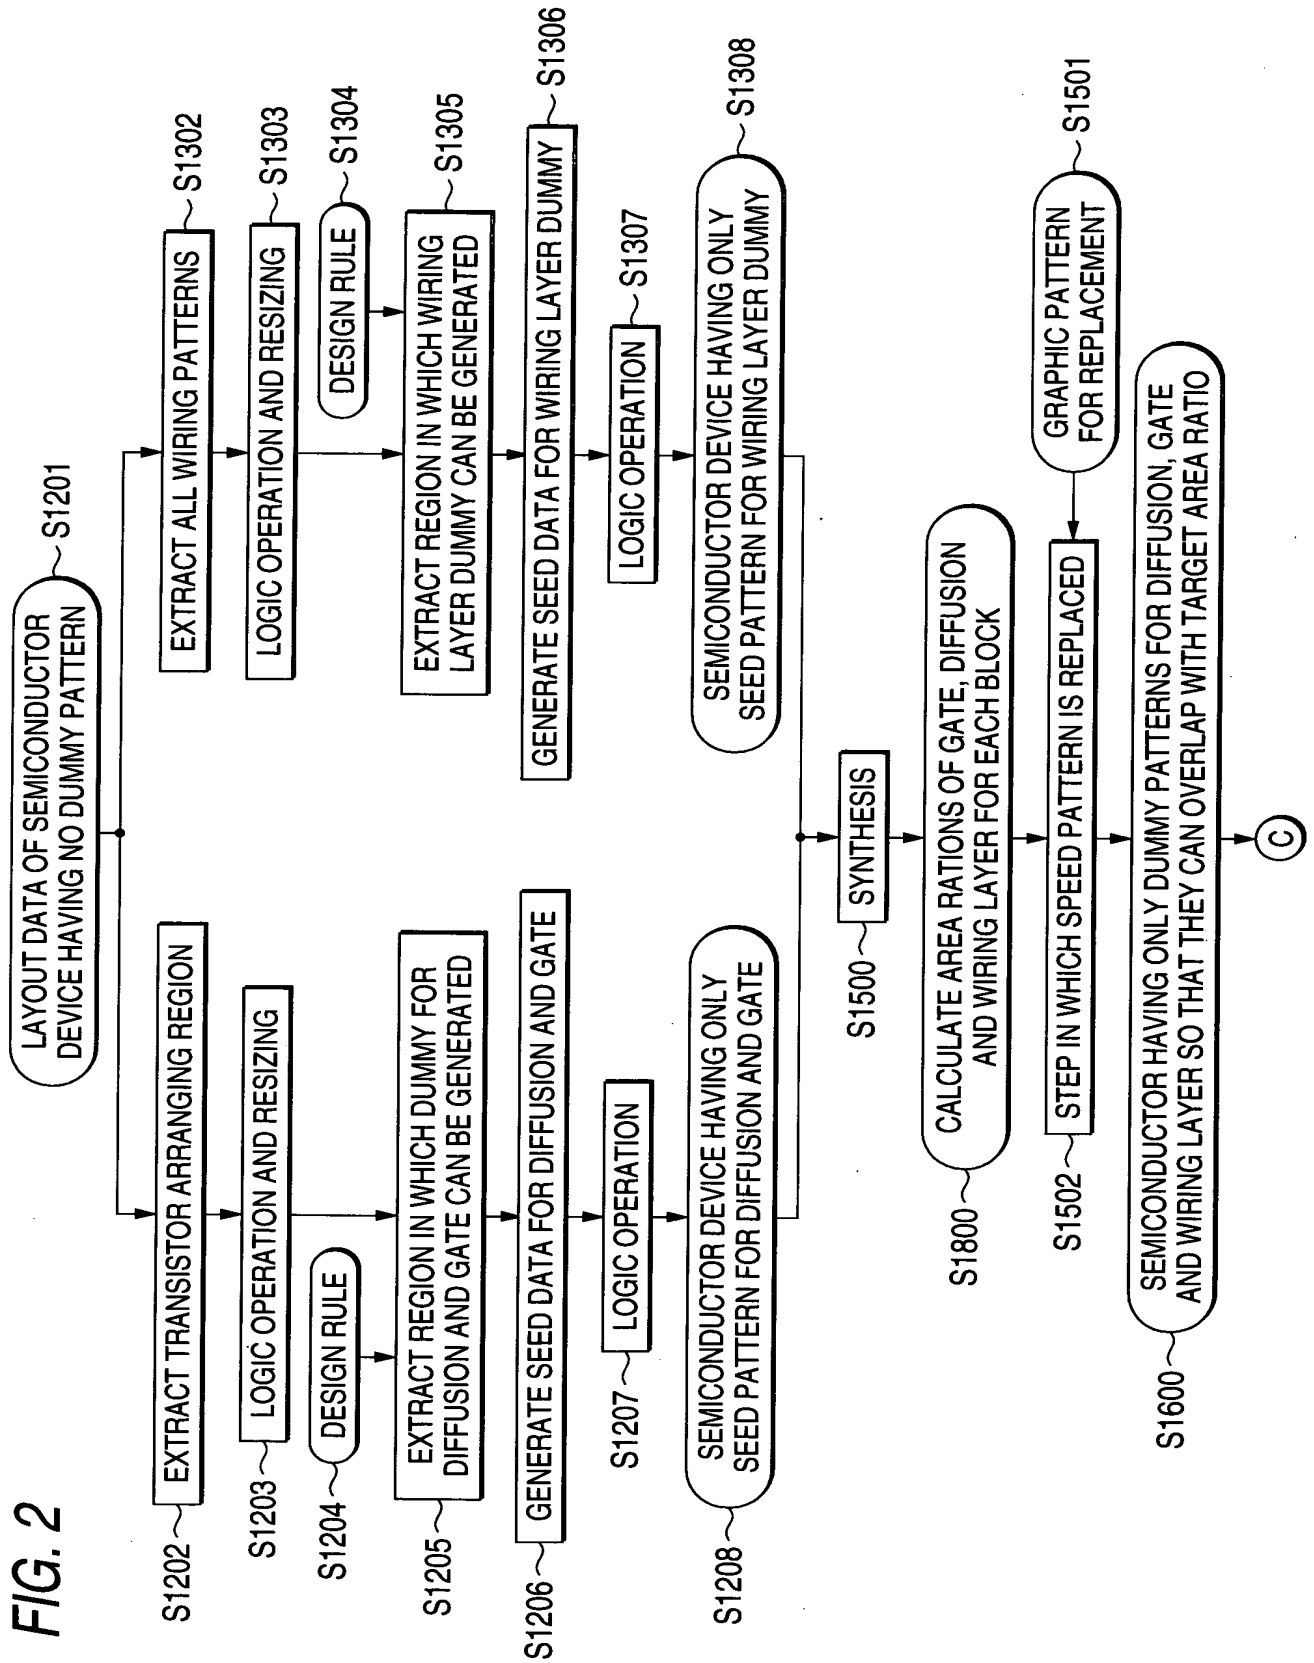 FIG. 2
LAYOUT DATA OF SEMICONDUCTOR
DEVICE HAVING NO DUMMY PATTERN
S1201
EXTRACT TRANSISTOR ARRANGING REGION
S1202
LOGIC OPERATION AND RESIZING
S1203
DESIGN RULE
S1204
EXTRACT REGION IN WHICH DUMMY FOR
DIFFUSION AND GATE CAN BE GENERATED
S1205
GENERATE SEED DATA FOR DIFFUSION AND GATE
S1206
LOGIC OPERATION
S1207
SEMICONDUCTOR DEVICE HAVING ONLY
SEED PATTERN FOR DIFFUSION AND GATE
S1208
EXTRACT ALL WIRING PATTERNS
S1302
LOGIC OPERATION AND RESIZING
S1303
DESIGN RULE
S1304
EXTRACT REGION IN WHICH WIRING
LAYER DUMMY CAN BE GENERATED
S1305
GENERATE SEED DATA FOR WIRING LAYER DUMMY
S1306
LOGIC OPERATION
S1307
SEMICONDUCTOR DEVICE HAVING ONLY
SEED PATTERN FOR WIRING LAYER DUMMY
S1308
S1500
SYNTHESIS
CALCULATE AREA RATIONS OF GATE, DIFFUSION
AND WIRING LAYER FOR EACH BLOCK
S1800
GRAPHIC PATTERN
FOR REPLACEMENT
S1501
STEP IN WHICH SPEED PATTERN IS REPLACED
S1502
SEMICONDUCTOR HAVING ONLY DUMMY PATTERNS FOR DIFFUSION, GATE
AND WIRING LAYER SO THAT THEY CAN OVERLAP WITH TARGET AREA RATIO
S1600
C